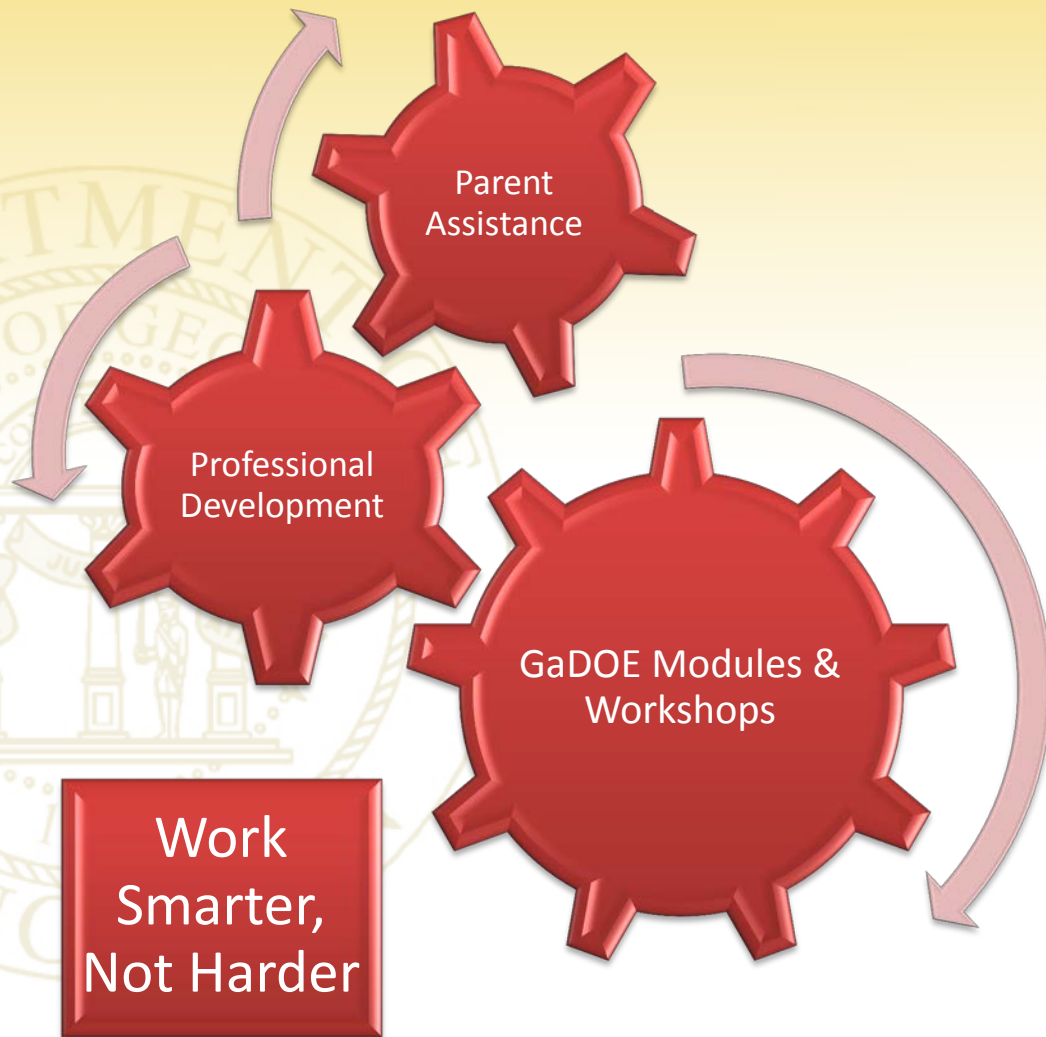 Parent
Assistance
Professional
Development
GaDOE Modules &
Workshops
Work
Smarter,
Not Harder